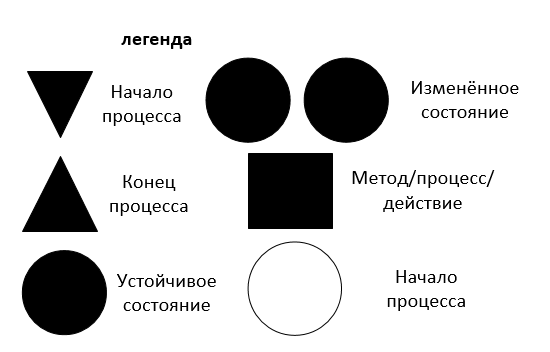 легенда
Начало
процесса
Изменённое
состояние
Конец
процесса
Метод/процесс/
действие
Устойчивое
состояние
Начало
процесса